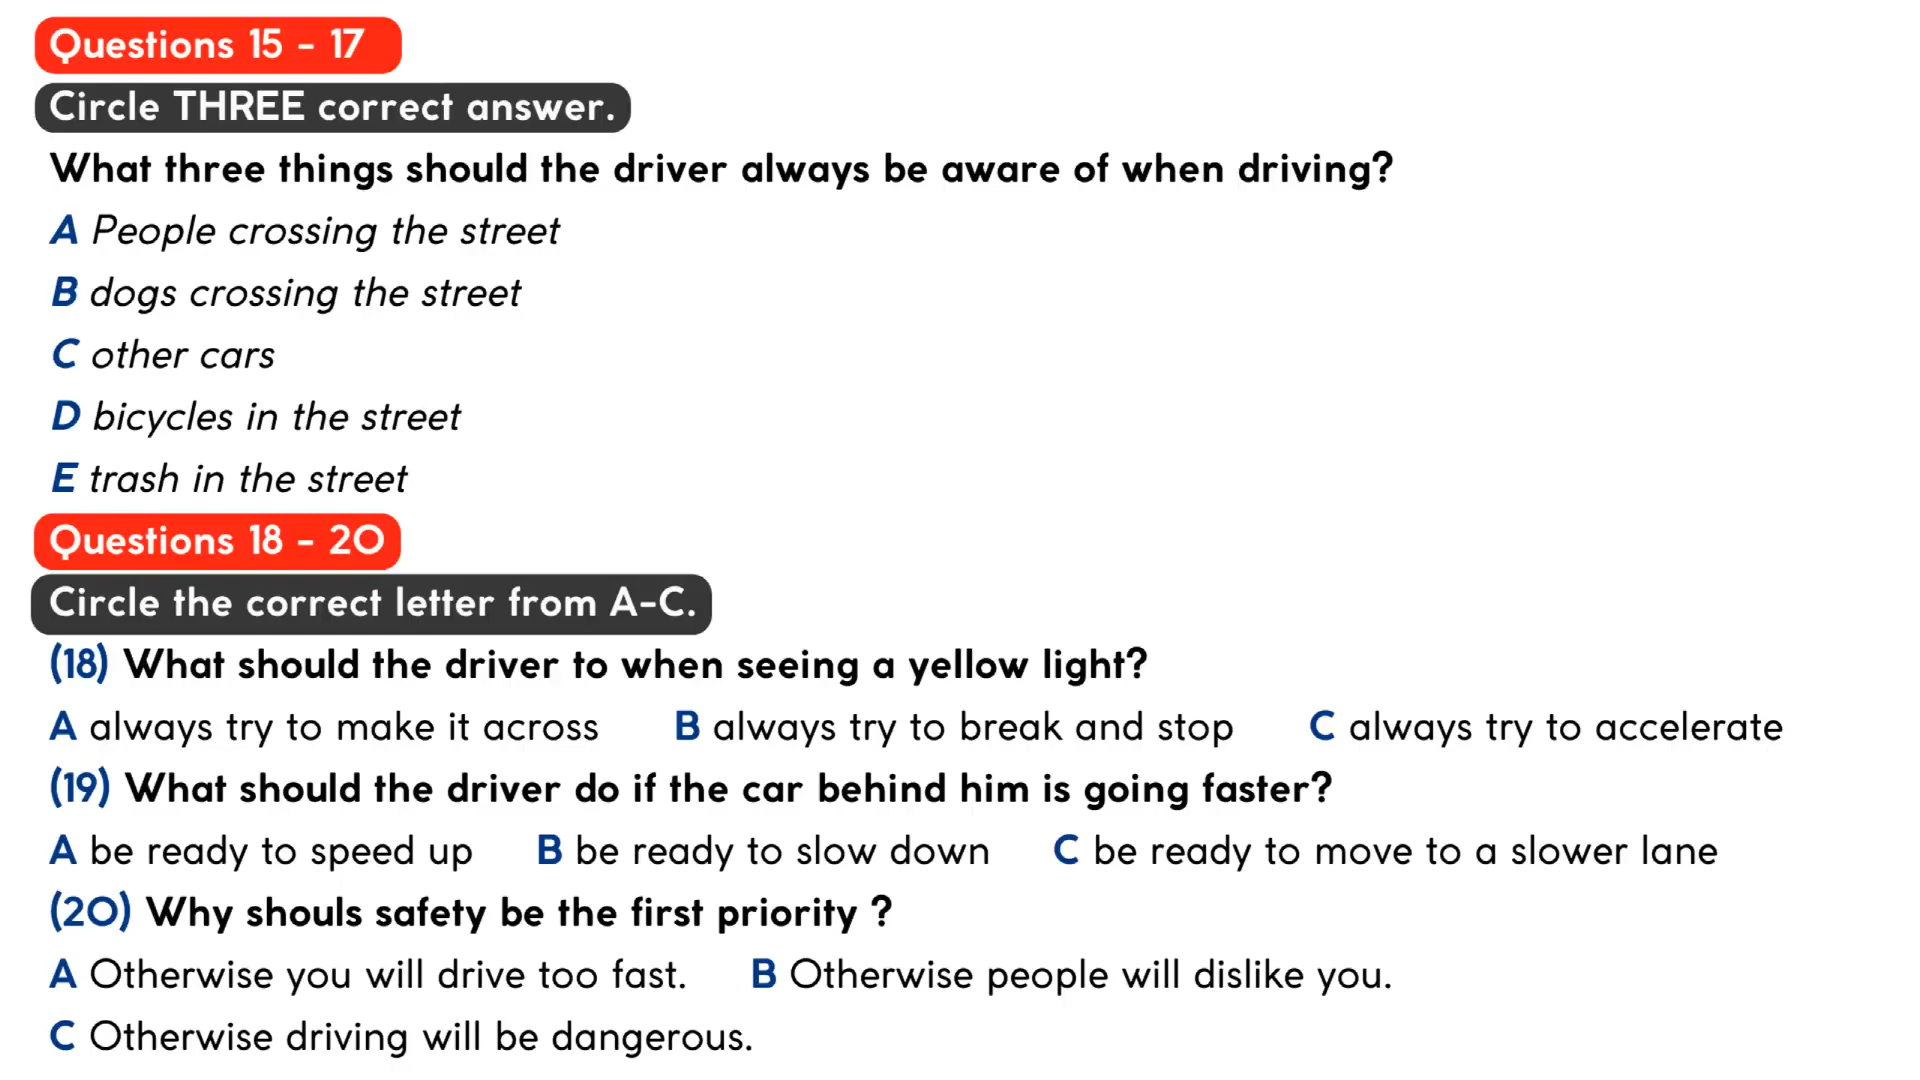 Questions 15 - 17
Circle THREE correct answer.
What three things should the driver always be aware of when driving?
A People crossing the street
B dogs crossing the street
C other cars
D bicycles in the street
E trash in the street
Questions 18 - 20
Circle the correct letter from A-C.
(18) What should the driver to when seeing a yellow light?
A always try to make it across B always try to break and stop C always try to accelerate
(19) What should the driver do if the car behind him is going faster?
A be ready to speed up B be ready to slow down C be ready to move to a slower lane
(20) Why shouls safety be the first priority ?
A Otherwise you will drive too fast. B Otherwise people will dislike you.
C Otherwise driving will be dangerous.